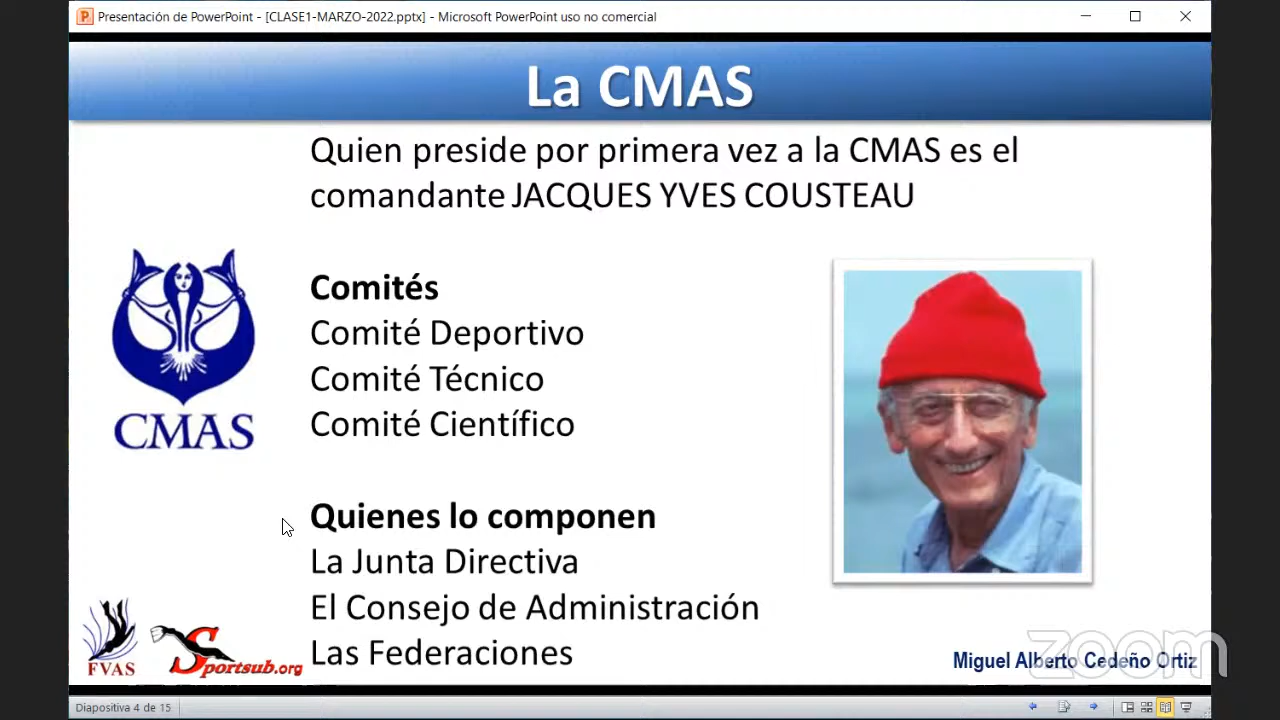 Presentación de PowerPoint - [CLASE1-MARZO-2022.pptx] - Microsoft PowerPoint uso no comercial
La CMAS
Quien preside por primera vez a la CMAS es el
comandante JACQUES YVES COUSTEAU
Comités
Comité Deportivo
Comité Técnico
Comité Científico
CMAS
Quienes lo componen
La Junta Directiva
El Consejo de Administración
Las Federaciones
FVAS
Sportsub.org
Miguel Alberto Cedeño Ortiz
zoom
Diapositiva 4 de 15